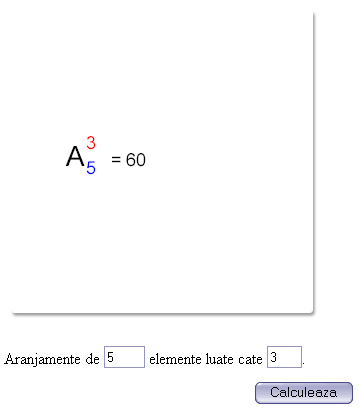 A 3 5 = 60
Aranjamente de 5 elemente luate cate 3.
Calculeaza